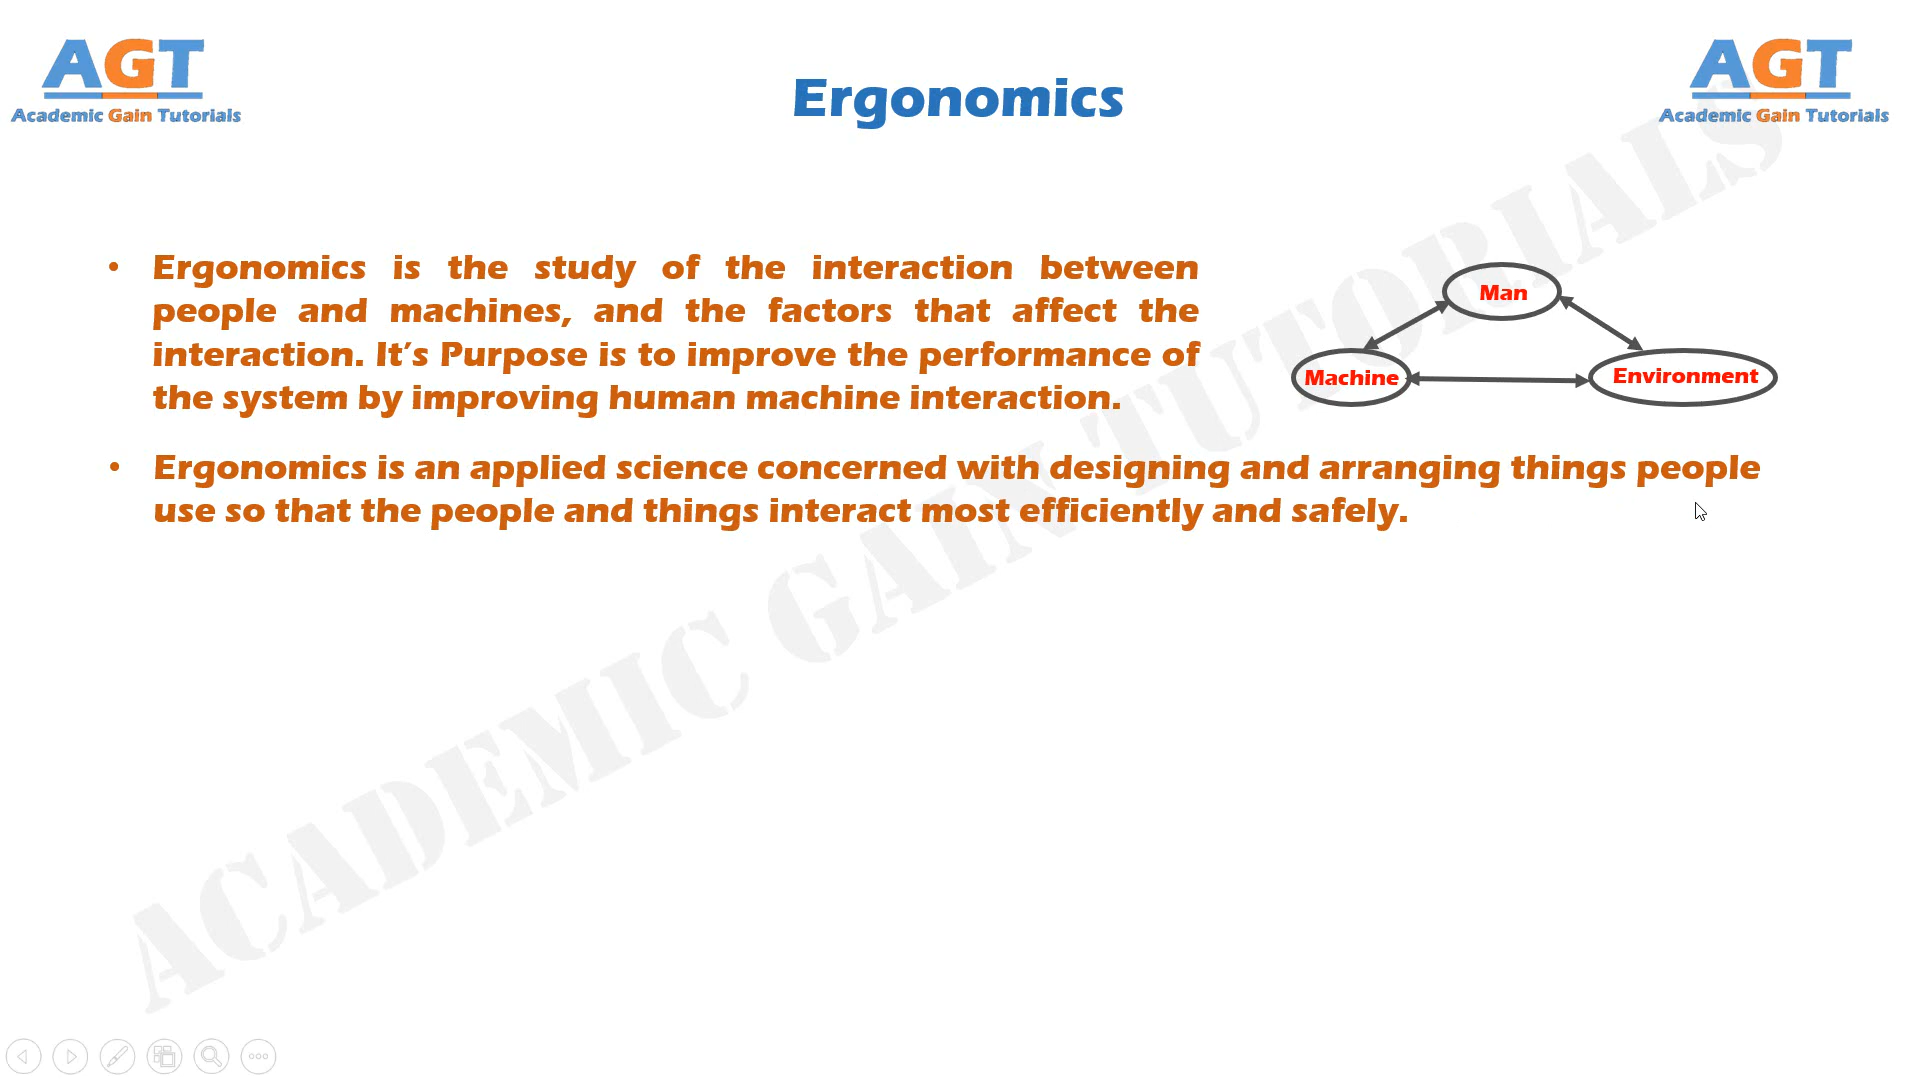 AGT
Academic Gain Tutorials
Ergonomics
AGT
Academic Gain Tutorials
• Ergonomics is the study of the interaction between
people and machines, and the factors that affect the
interaction. It’s Purpose is to improve the performance of
the system by improving human machine interaction.
Man
Machine
Environment
• Ergonomics is an applied science concerned with designing and arranging things people
use so that the people and things interact most efficiently and safely.
ACADEMIC GAIN TUTORIALS